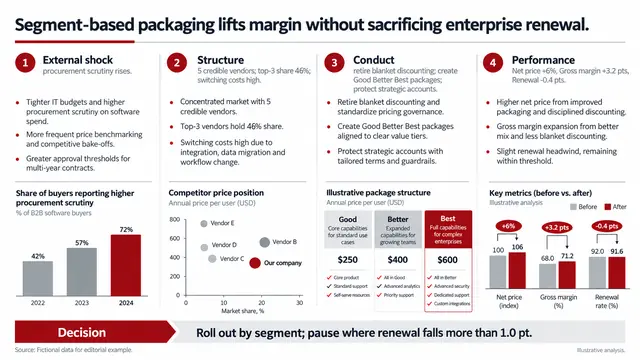 Segment-based packaging lifts margin without sacrificing enterprise renewal.
1
External shock
procurement scrutiny rises.
Tighter IT budgets and higher
procurement scrutiny on software
spend.
More frequent price benchmarking
and competitive bake-offs.
Greater approval thresholds for
multi-year contracts.
Share of buyers reporting higher
procurement scrutiny
% of B2B software buyers
42%
57%
72%
2022
2023
2024
2
Structure
5 credible vendors; top-3 share 46%;
switching costs high.
Concentrated market with 5
credible vendors.
Top-3 vendors hold 46% share.
Switching costs high due to
integration, data migration and
workflow change.
Competitor price position
Annual price per user (USD)
800
600
400
200
0
Vendor E
Vendor D
Vendor B
Vendor C
Our company
0
10
20
30
Market share, %
3
Conduct
retire blanket discounting; create
Good Better Best packages;
protect strategic accounts.
Retire blanket discounting and
standardize pricing governance.
Create Good Better Best packages
aligned to clear value tiers.
Protect strategic accounts with
tailored terms and guardrails.
Illustrative package structure
Annual price per user (USD)
Good
Core capabilities
for standard use
cases
$250
Core product
Standard support
Self-serve resources
Better
Expanded
capabilities for
growing teams
$400
All in Good
Advanced analytics
Priority support
Best
Full capabilities
for complex
enterprises
$600
All in Better
Advanced security
Dedicated support
Custom integrations
4
Performance
Net price +6%, Gross margin +3.2 pts,
Renewal -0.4 pts.
Higher net price from improved
packaging and disciplined discounting.
Gross margin expansion from better
mix and less blanket discounting.
Slight renewal headwind, remaining
within threshold.
Key metrics (before vs. after)
Illustrative analysis
Before
After
+6%
+3.2 pts
-0.4 pts
100
106
68.0
71.2
92.0
91.6
Net price
(index)
Gross margin
(%)
Renewal
rate (%)
Decision
Roll out by segment; pause where renewal falls more than 1.0 pt.
Source: Fictional data for editorial example.
Illustrative analysis.